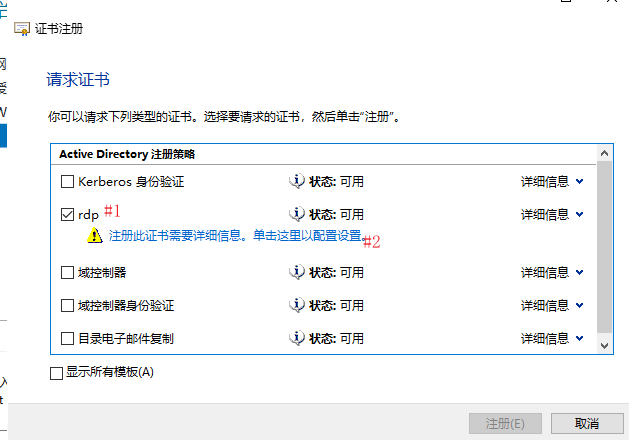 证书注册
请求证书
你可以请求下列类型的证书。选择要请求的证书，然后单击“注册”。
Active Directory 注册策略
Kerberos 身份验证 状态: 可用 详细信息
rdp #1 状态: 可用 详细信息
注册此证书需要详细信息。单击这里以配置设置。 #2
域控制器 状态: 可用 详细信息
域控制器身份验证 状态: 可用 详细信息
目录电子邮件复制 状态: 可用 详细信息
显示所有模板(A)
注册(E) 取消